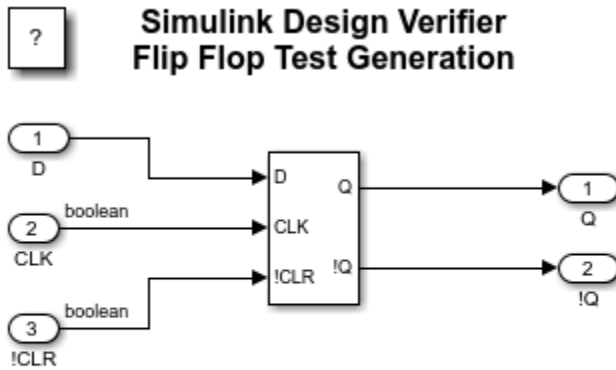 ?
Simulink Design Verifier
Flip Flop Test Generation
1
D
2
boolean
CLK
3
boolean
!CLR
D
CLK
!CLR
Q
!Q
1
Q
2
!Q